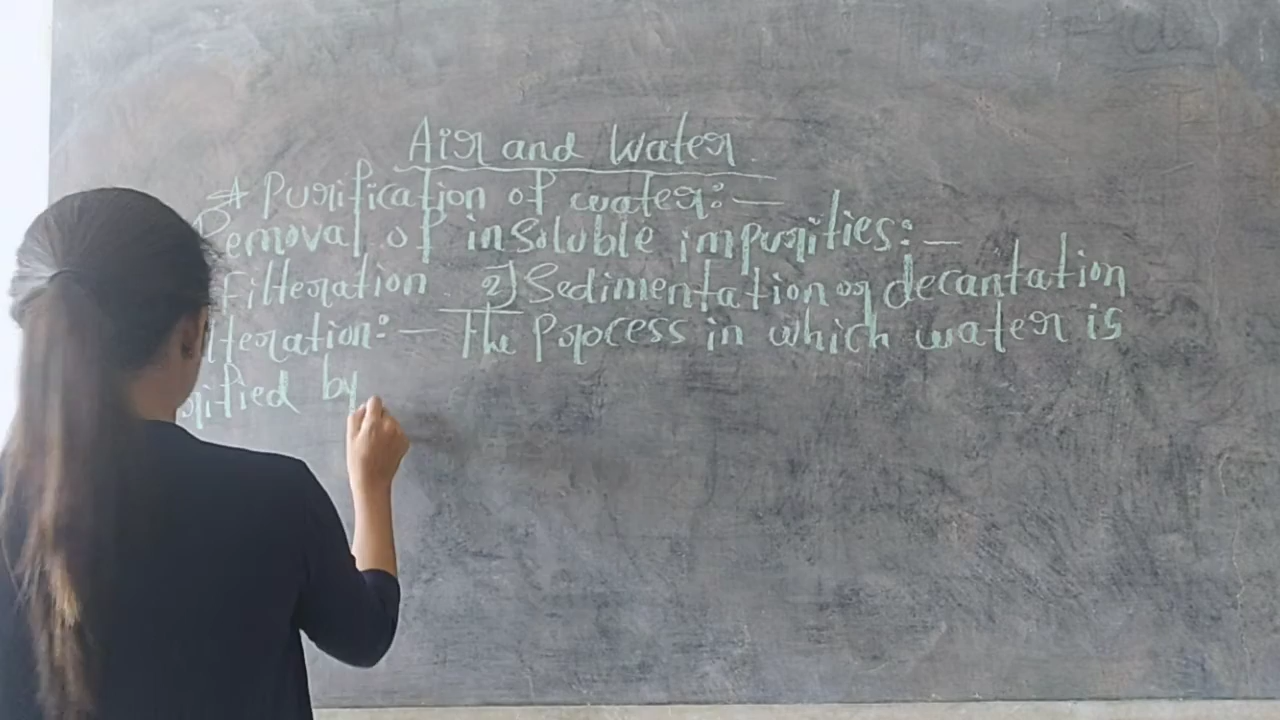 Air and Water
* Purification of water:—
Removal of insoluble impurities:—
Filteration 2) Sedimentation or decantation
lteration:— The Process in which water is
rified by